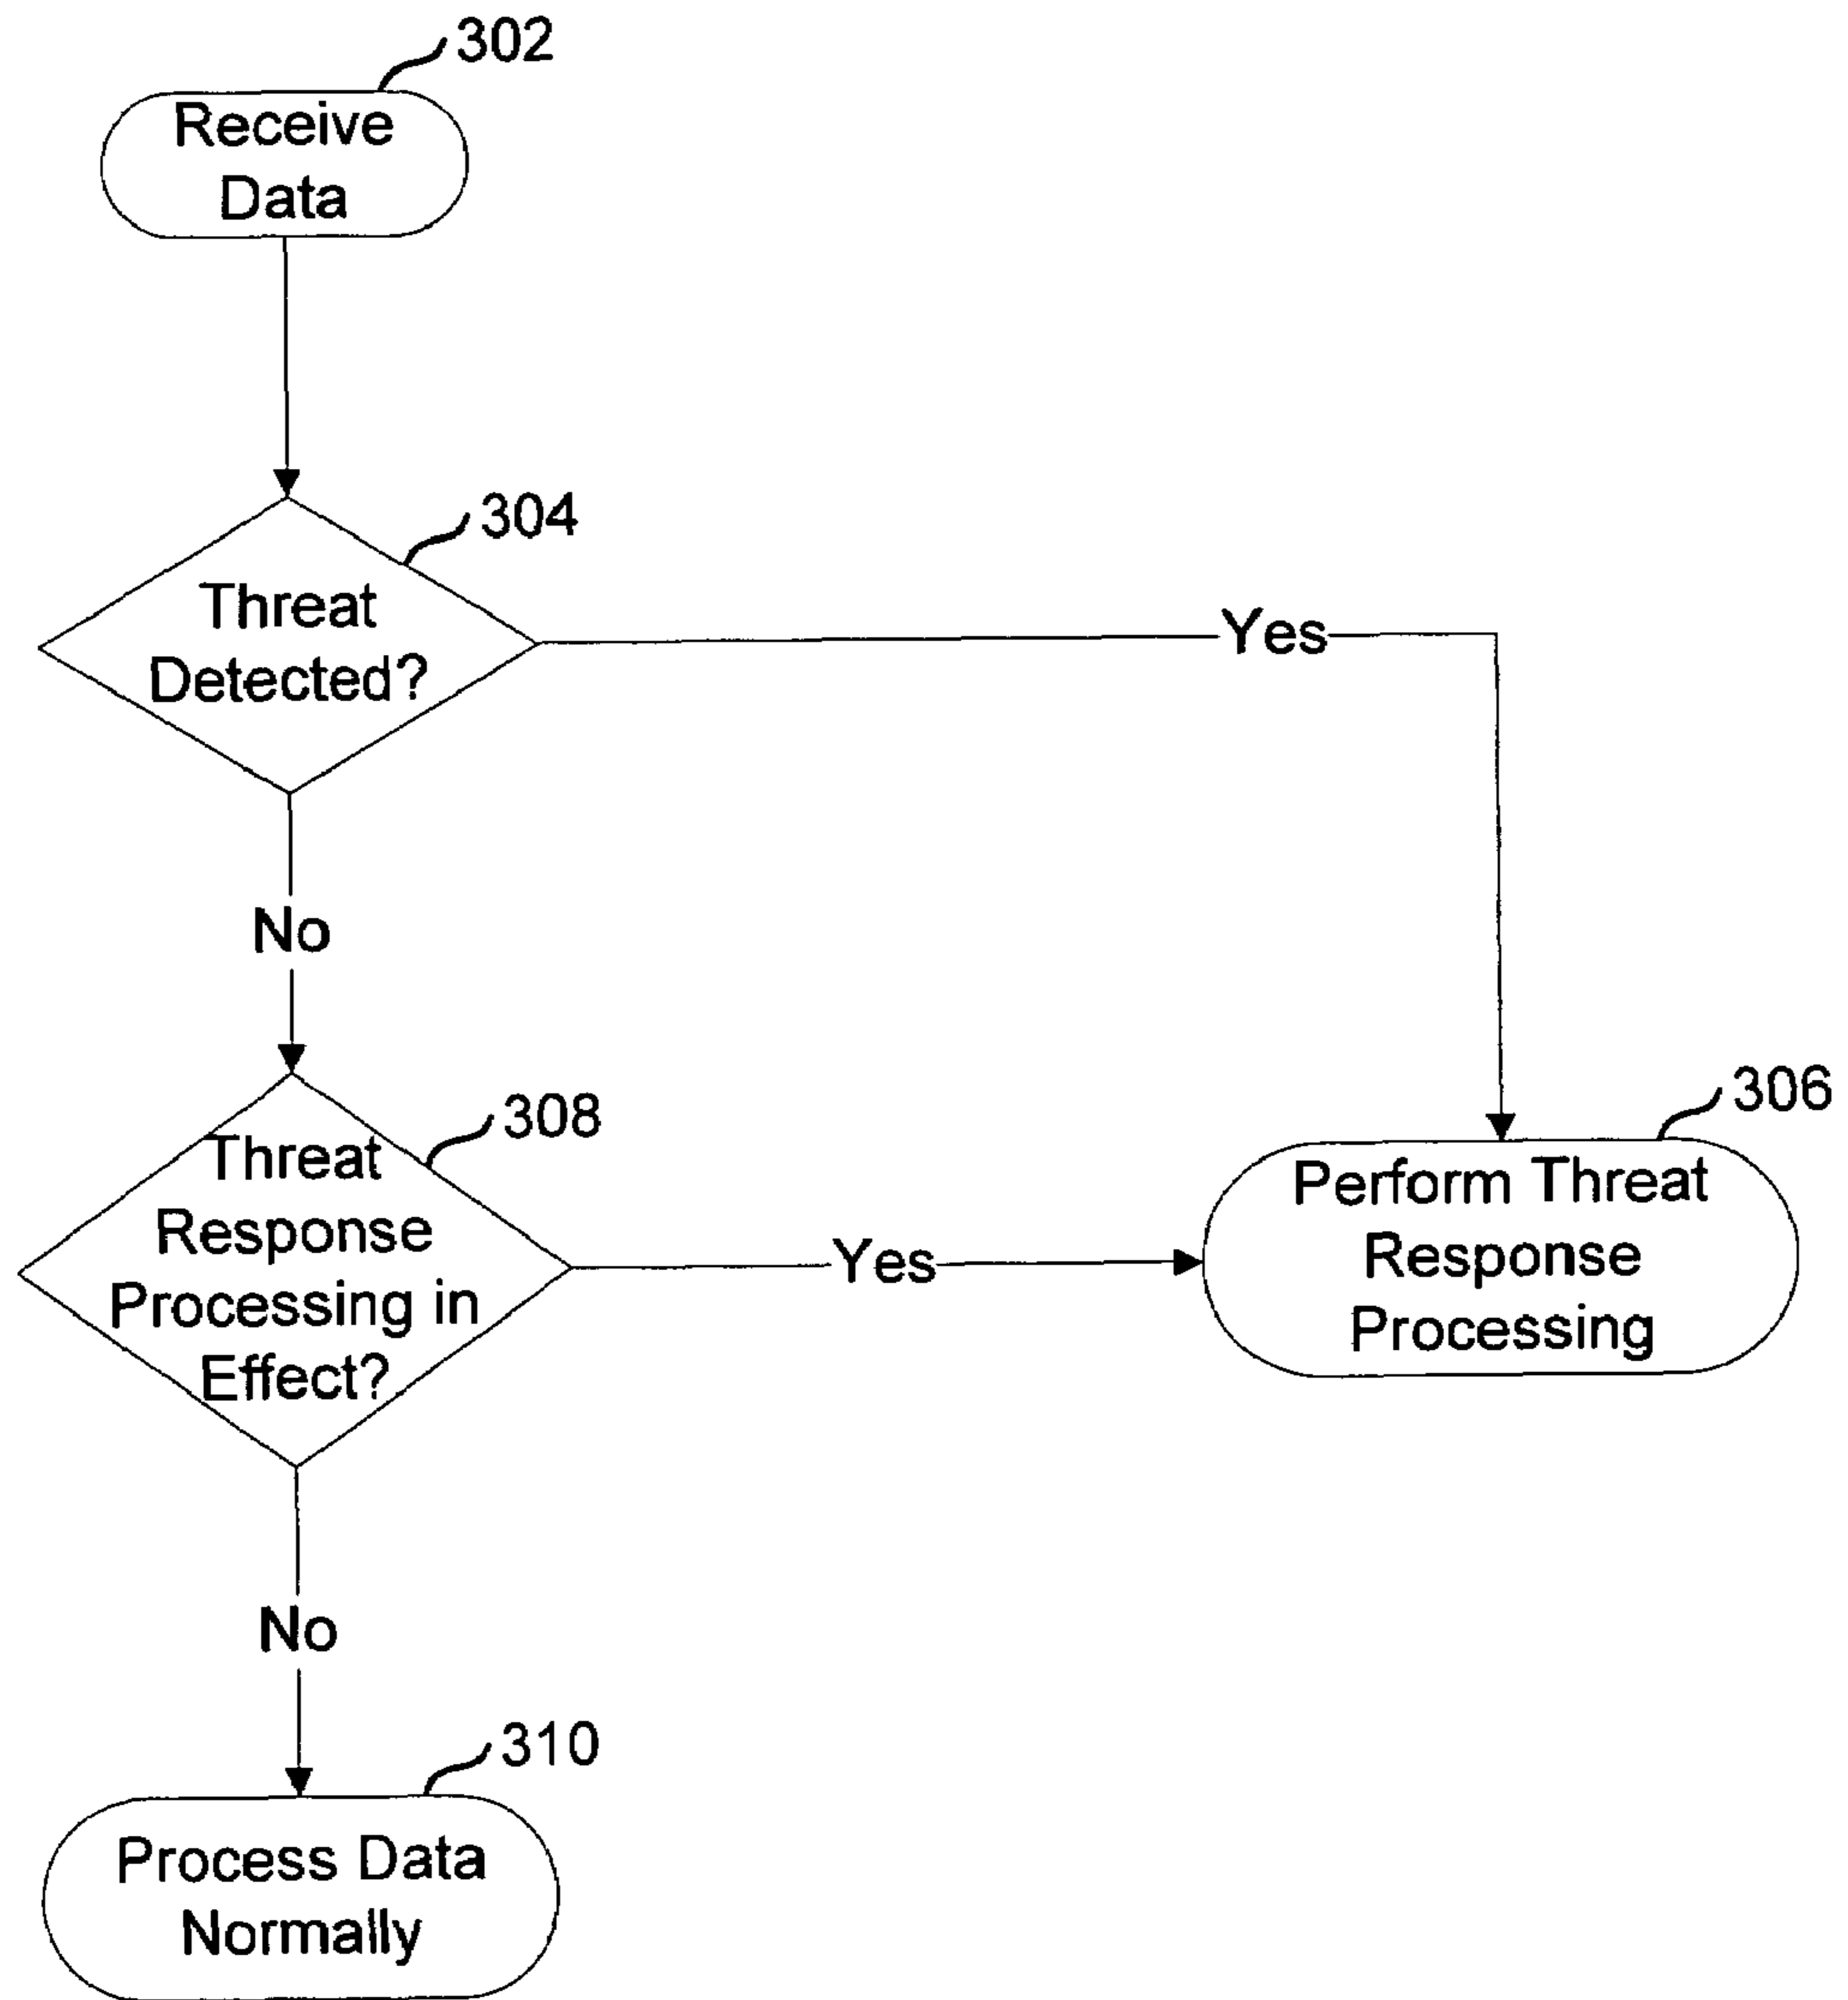 302
Receive
Data
304
Threat
Detected?
Yes
No
308
Threat
Response
Processing in
Effect?
Yes
306
Perform Threat
Response
Processing
No
310
Process Data
Normally